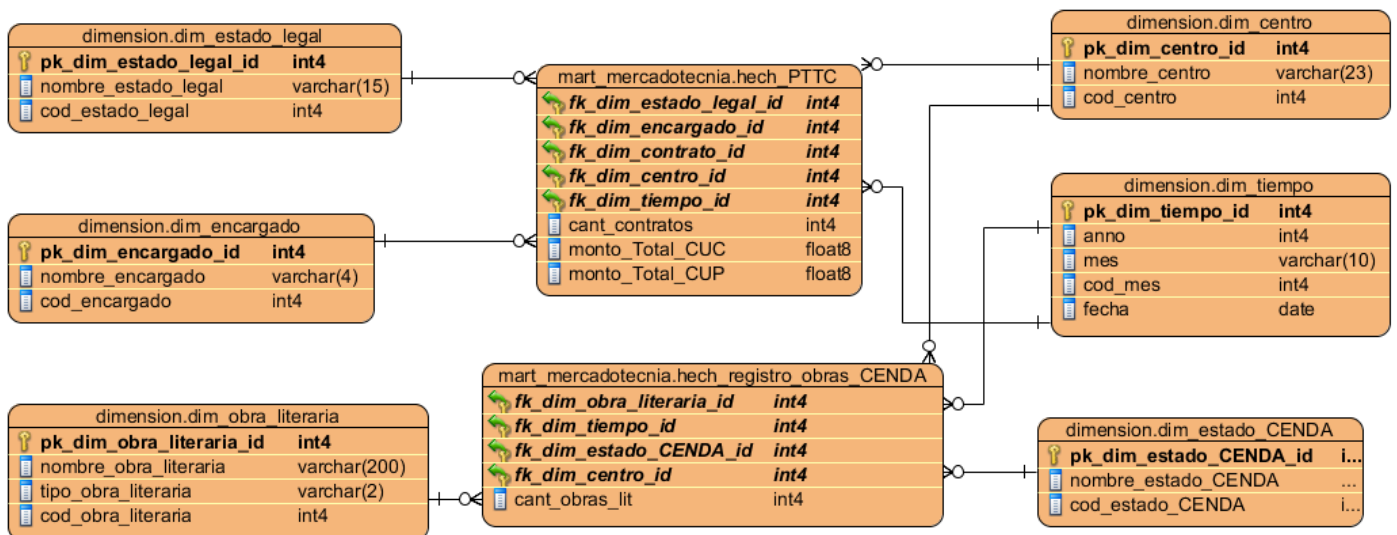 dimension.dim_estado_legal
pk_dim_estado_legal_id int4
nombre_estado_legal varchar(15)
cod_estado_legal int4
dimension.dim_encargado
pk_dim_encargado_id int4
nombre_encargado varchar(4)
cod_encargado int4
dimension.dim_obra_literaria
pk_dim_obra_literaria_id int4
nombre_obra_literaria varchar(200)
tipo_obra_literaria varchar(2)
cod_obra_literaria int4
mart_mercadotecnia.hech_PTTC
fk_dim_estado_legal_id int4
fk_dim_encargado_id int4
fk_dim_contrato_id int4
fk_dim_centro_id int4
fk_dim_tiempo_id int4
cant_contratos int4
monto_Total_CUC float8
monto_Total_CUP float8
mart_mercadotecnia.hech_registro_obras_CENDA
fk_dim_obra_literaria_id int4
fk_dim_tiempo_id int4
fk_dim_estado_CENDA_id int4
fk_dim_centro_id int4
cant_obras_lit int4
dimension.dim_centro
pk_dim_centro_id int4
nombre_centro varchar(23)
cod_centro int4
dimension.dim_tiempo
pk_dim_tiempo_id int4
anno int4
mes varchar(10)
cod_mes int4
fecha date
dimension.dim_estado_CENDA
pk_dim_estado_CENDA_id i...
nombre_estado_CENDA ...
cod_estado_CENDA i...